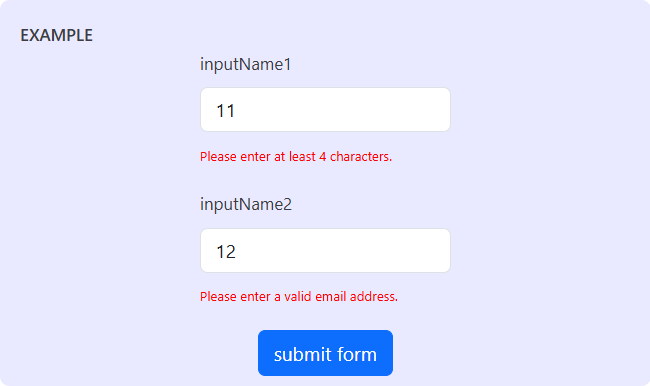 EXAMPLE
inputName1
11
Please enter at least 4 characters.
inputName2
12
Please enter a valid email address.
submit form